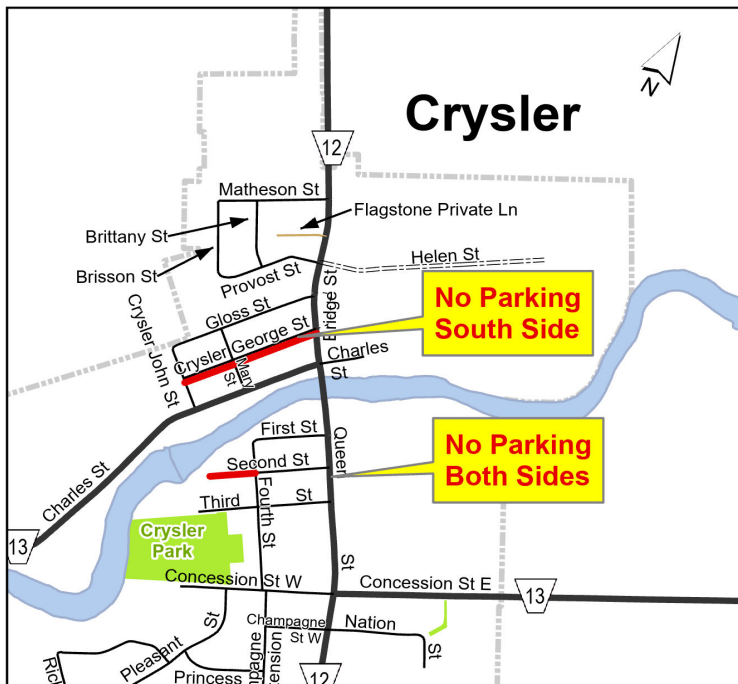 N
Crysler
12
Matheson St
Flagstone Private Ln
Brittany St
Brisson St
Helen St
Provost St
Bridge St
Gloss St
No Parking
South Side
Crysler John St
Crysler George St
Mary
St
Charles
St
First St
Queen
No Parking
Both Sides
Second St
Charles St
Third St
Fourth St
13
Crysler
Park
St
Concession St W
Concession St E
13
Champagne
St W
Nation
St
St
Pleasant
Princess
12